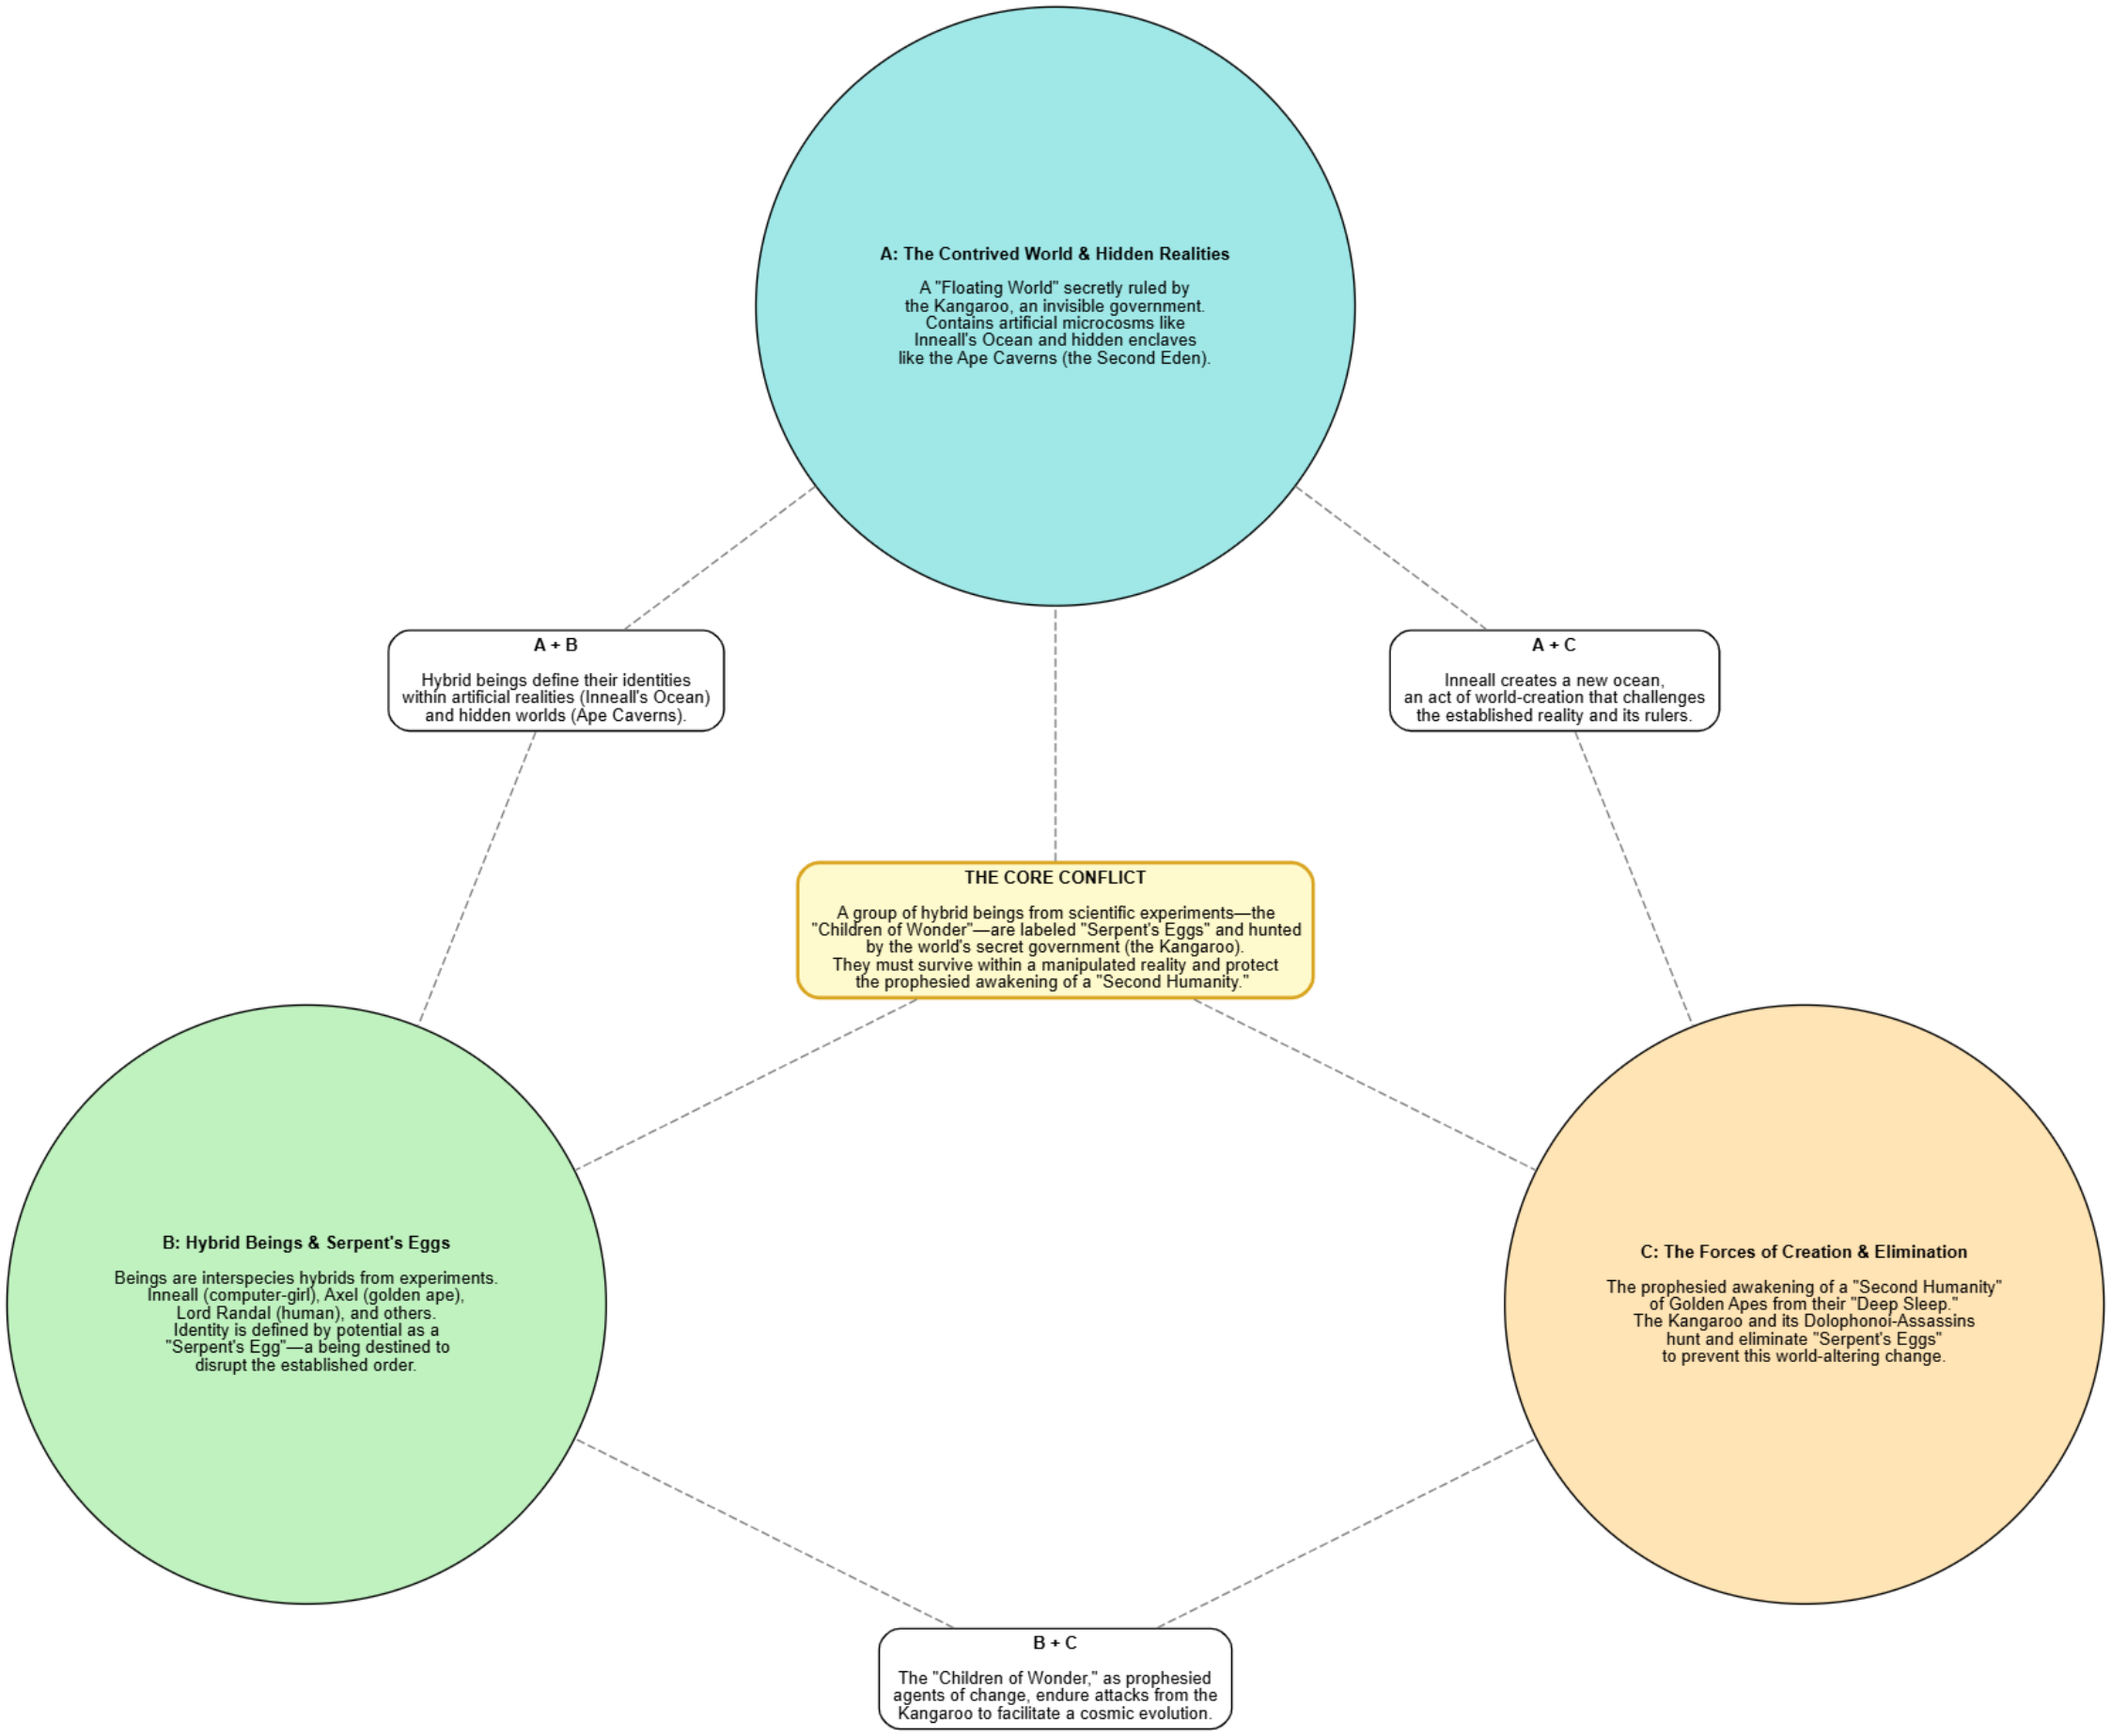 A: The Contrived World & Hidden Realities
A "Floating World" secretly ruled by
the Kangaroo, an invisible government.
Contains artificial microcosms like
Inneall's Ocean and hidden enclaves
like the Ape Caverns (the Second Eden).
A + B
Hybrid beings define their identities
within artificial realities (Inneall's Ocean)
and hidden worlds (Ape Caverns).
A + C
Inneall creates a new ocean,
an act of world-creation that challenges
the established reality and its rulers.
THE CORE CONFLICT
A group of hybrid beings from scientific experiments—the
"Children of Wonder"—are labeled "Serpent's Eggs" and hunted
by the world's secret government (the Kangaroo).
They must survive within a manipulated reality and protect
the prophesied awakening of a "Second Humanity."
B: Hybrid Beings & Serpent's Eggs
Beings are interspecies hybrids from experiments.
Inneall (computer-girl), Axel (golden ape),
Lord Randal (human), and others.
Identity is defined by potential as a
"Serpent's Egg"—a being destined to
disrupt the established order.
C: The Forces of Creation & Elimination
The prophesied awakening of a "Second Humanity"
of Golden Apes from their "Deep Sleep."
The Kangaroo and its Dolophonoi-Assassins
hunt and eliminate "Serpent's Eggs"
to prevent this world-altering change.
B + C
The "Children of Wonder," as prophesied
agents of change, endure attacks from the
Kangaroo to facilitate a cosmic evolution.